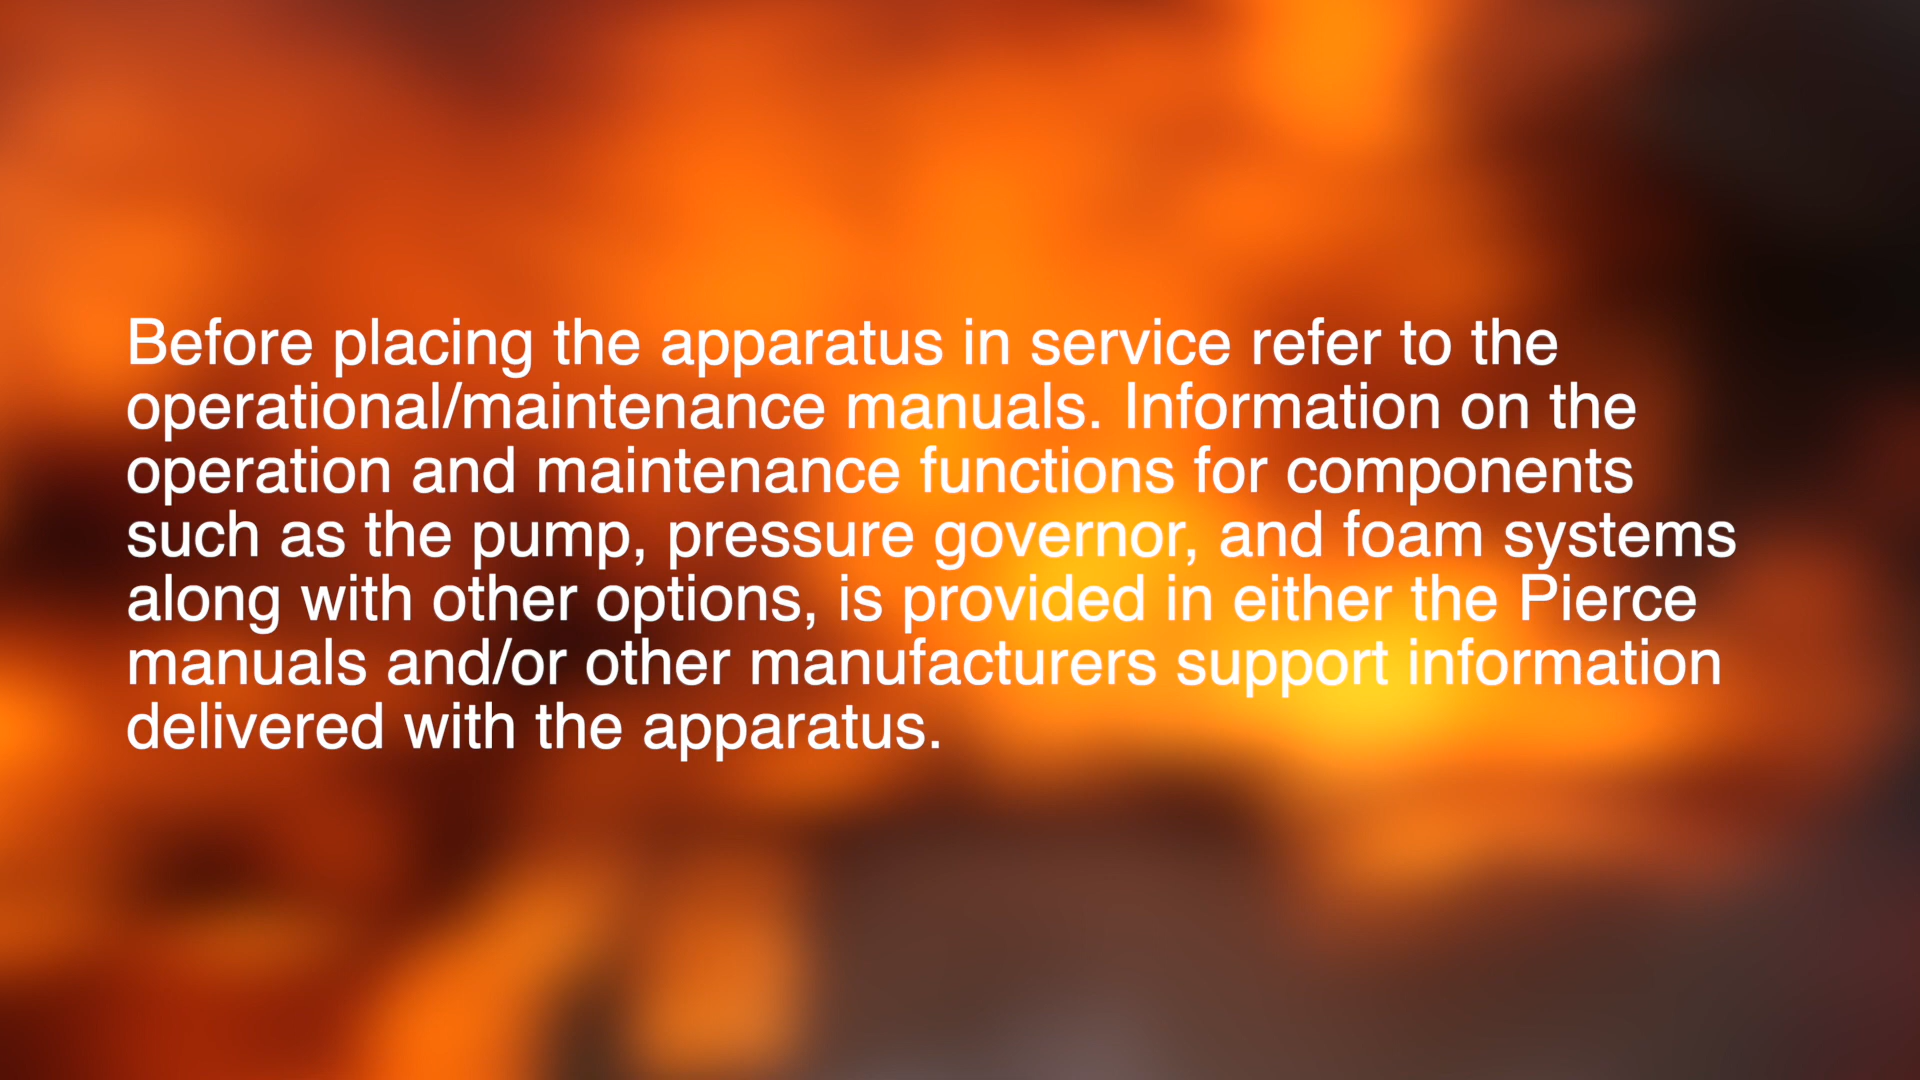 Before placing the apparatus in service refer to the
operational/maintenance manuals. Information on the
operation and maintenance functions for components
such as the pump, pressure governor, and foam systems
along with other options, is provided in either the Pierce
manuals and/or other manufacturers support information
delivered with the apparatus.